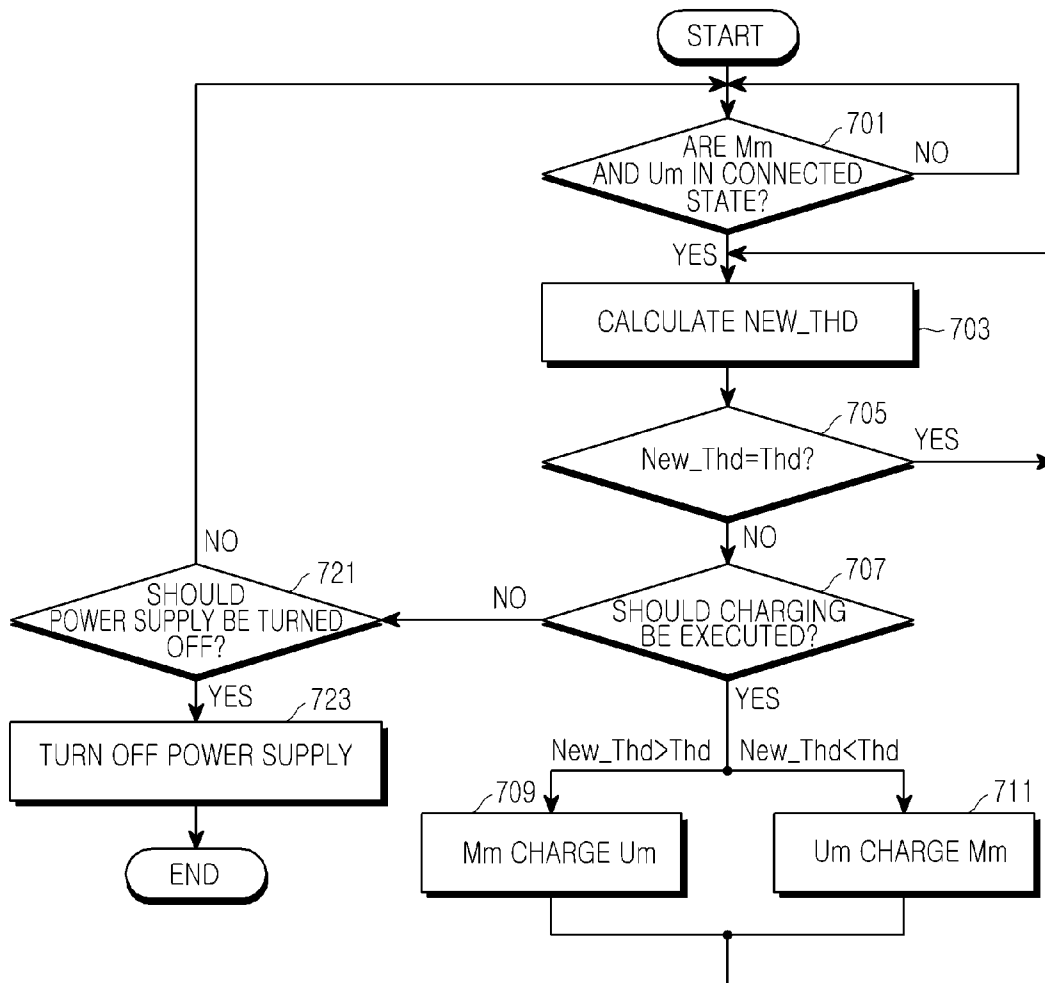 START
701
ARE Mm
AND Um IN CONNECTED
STATE?
NO
YES
CALCULATE NEW_THD
703
705
New_Thd=Thd?
YES
NO
NO
721
SHOULD
POWER SUPPLY BE TURNED
OFF?
NO
707
SHOULD CHARGING
BE EXECUTED?
YES
723
YES
TURN OFF POWER SUPPLY
New_Thd>Thd
New_Thd<Thd
709
711
Mm CHARGE Um
Um CHARGE Mm
END